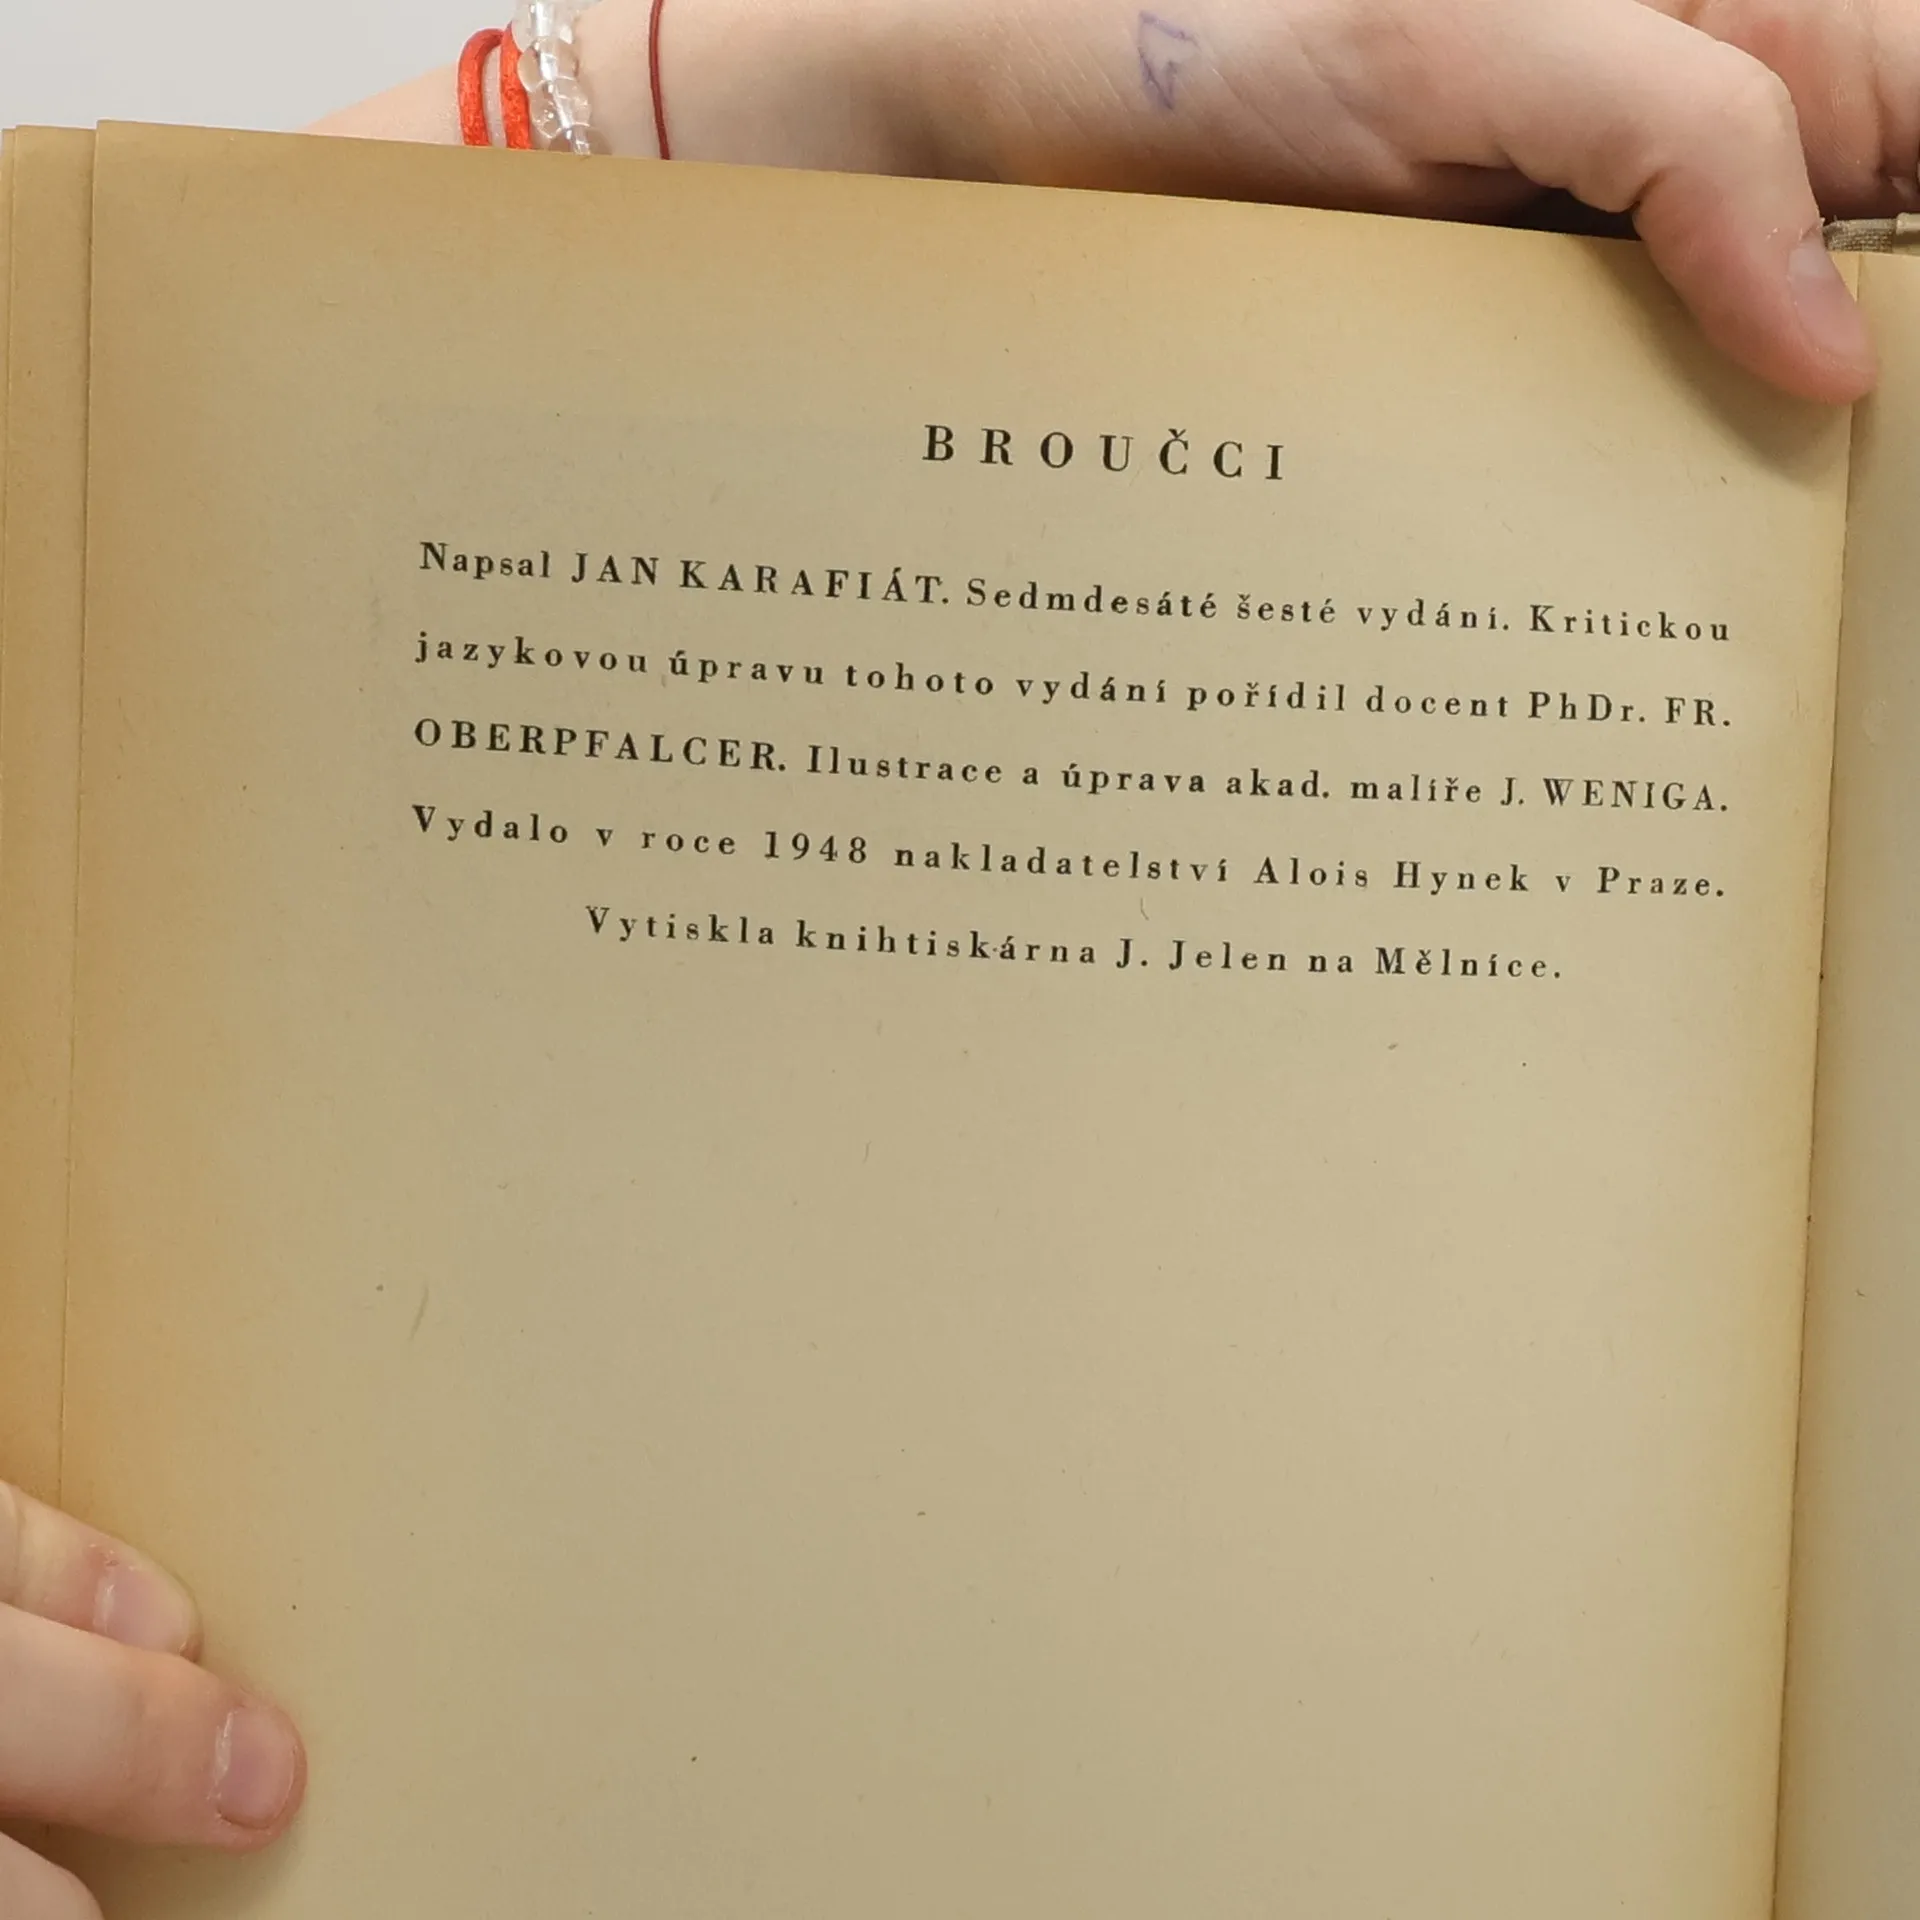 BROUČCI
Napsal JAN KARAFIÁT. Sedmdesáté šesté vydání. Kritickou
jazykovou úpravu tohoto vydání pořídil docent PhDr. FR.
OBERPFALCER. Ilustrace a úprava akad. malíře J. WENIGA.
Vydalo v roce 1948 nakladatelství Alois Hynek v Praze.
Vytiskla knihtiskárna J. Jelen na Mělníce.